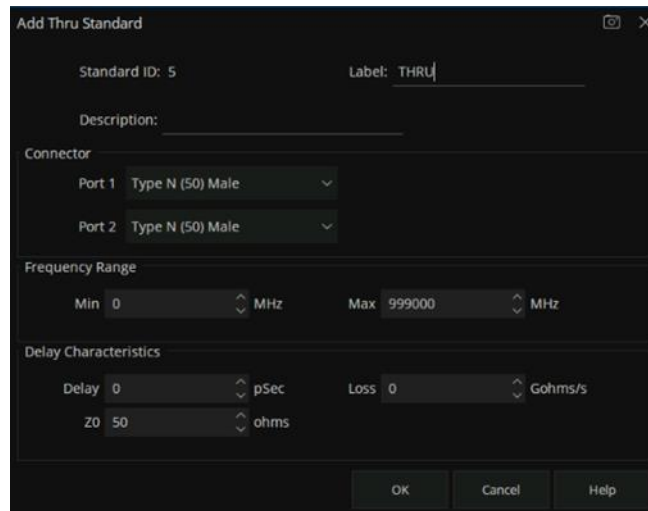 Add Thru Standard
Standard ID: 5 Label: THRU
Description:
Connector
Port 1 Type N (50) Male
Port 2 Type N (50) Male
Frequency Range
Min 0 MHz Max 999000 MHz
Delay Characteristics
Delay 0 pSec Loss 0 Gohms/s
Z0 50 ohms
OK Cancel Help